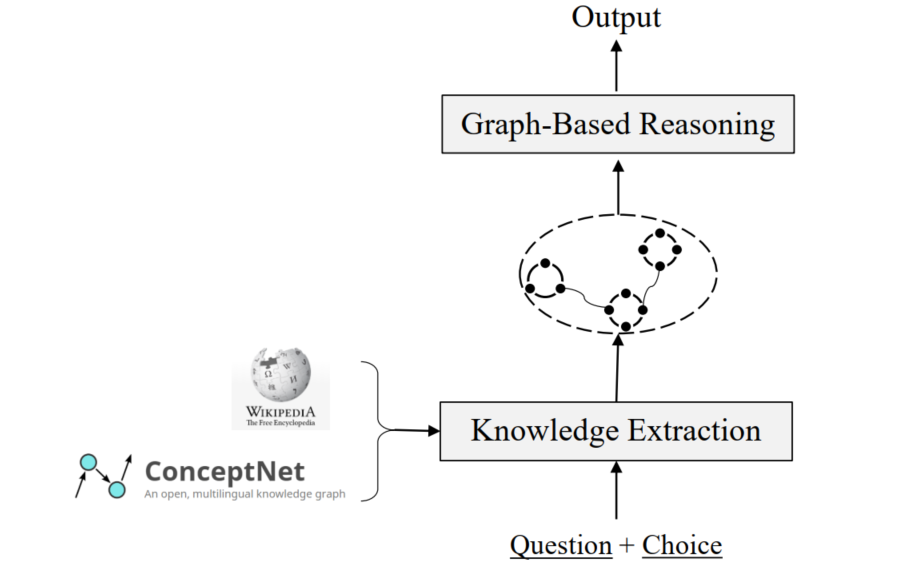 Output
Graph-Based Reasoning
WIKIPEDIA
The Free Encyclopedia
Knowledge Extraction
ConceptNet
An open, multilingual knowledge graph
Question + Choice